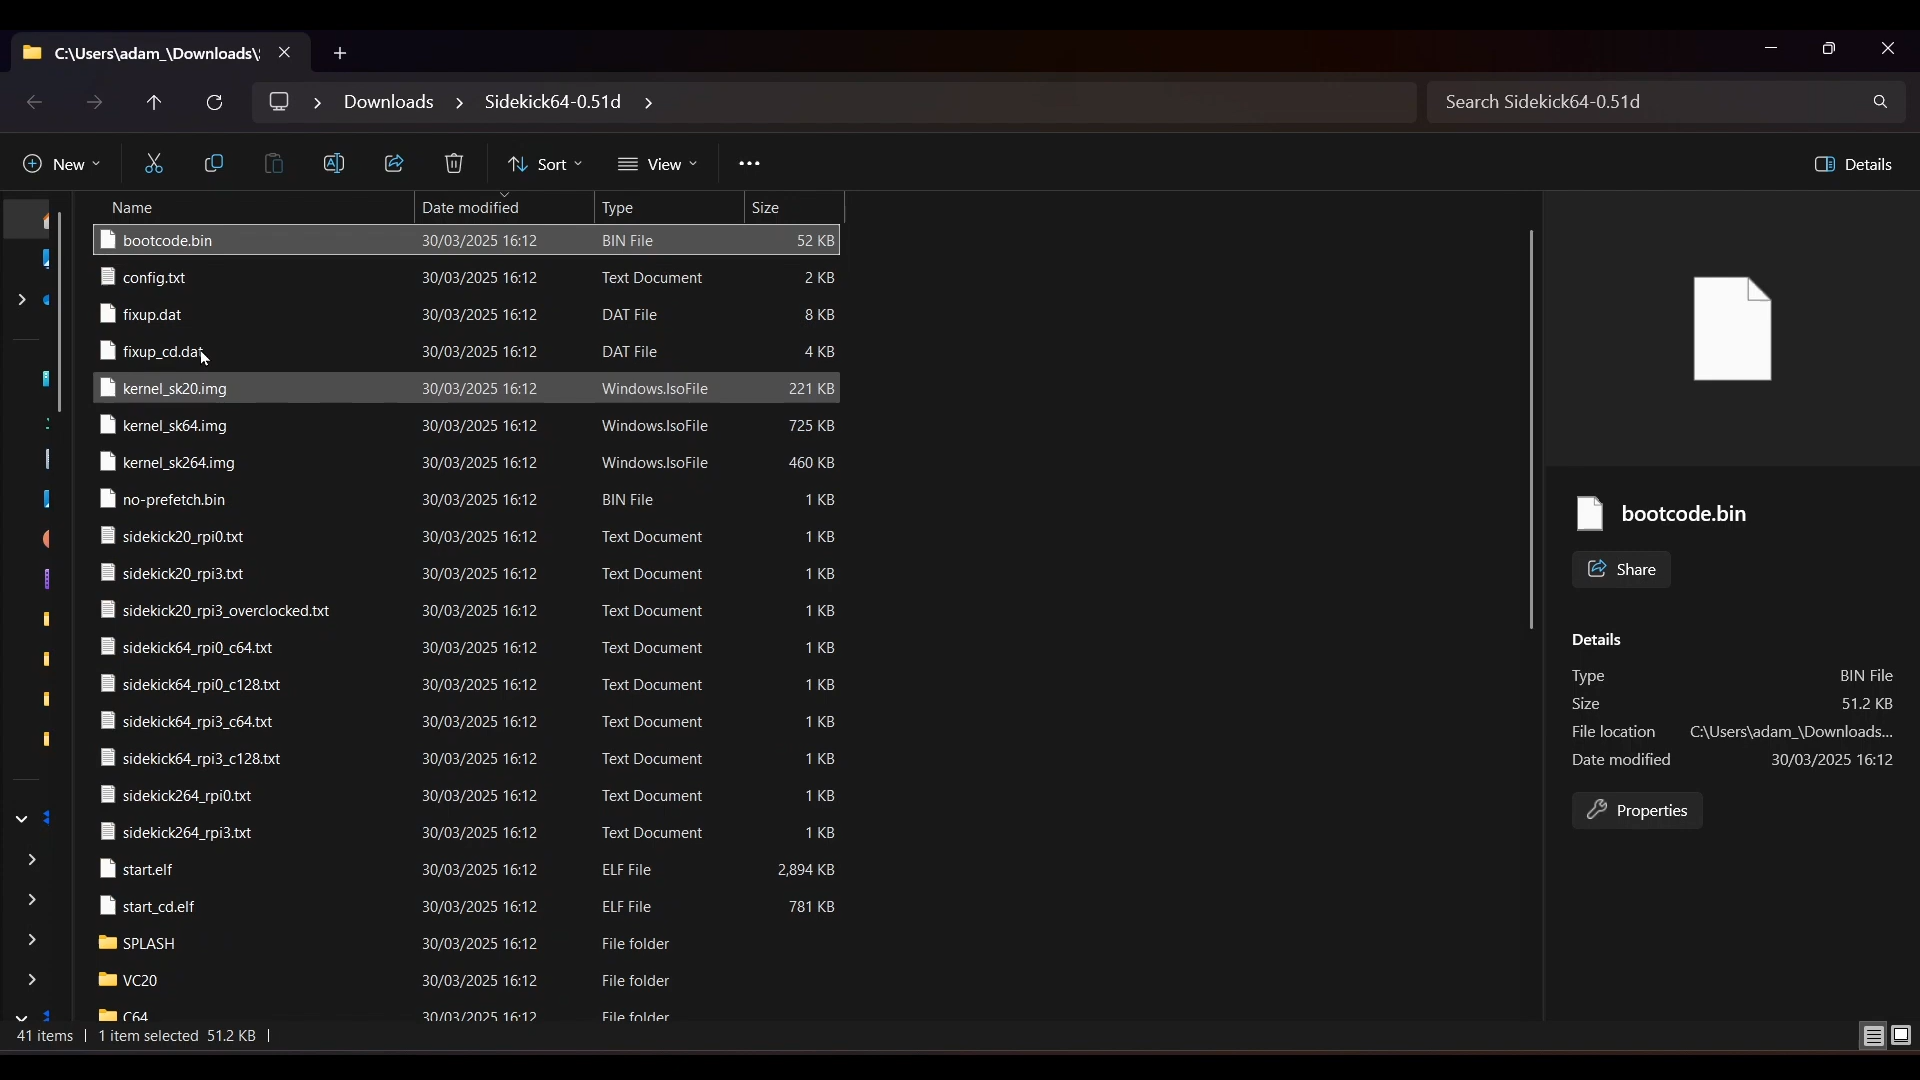 C:\Users\adam_\Downloads\
Downloads > Sidekick64-0.51d >
Search Sidekick64-0.51d
New
Sort
View
Details
Name Date modified Type Size
bootcode.bin 30/03/2025 16:12 BIN File 52 KB
config.txt 30/03/2025 16:12 Text Document 2 KB
fixup.dat 30/03/2025 16:12 DAT File 8 KB
fixup_cd.dat 30/03/2025 16:12 DAT File 4 KB
kernel_sk20.img 30/03/2025 16:12 Windows.IsoFile 221 KB
kernel_sk64.img 30/03/2025 16:12 Windows.IsoFile 725 KB
kernel_sk264.img 30/03/2025 16:12 Windows.IsoFile 460 KB
no-prefetch.bin 30/03/2025 16:12 BIN File 1 KB
sidekick20_rpi0.txt 30/03/2025 16:12 Text Document 1 KB
sidekick20_rpi3.txt 30/03/2025 16:12 Text Document 1 KB
sidekick20_rpi3_overclocked.txt 30/03/2025 16:12 Text Document 1 KB
sidekick64_rpi0_c64.txt 30/03/2025 16:12 Text Document 1 KB
sidekick64_rpi0_c128.txt 30/03/2025 16:12 Text Document 1 KB
sidekick64_rpi3_c64.txt 30/03/2025 16:12 Text Document 1 KB
sidekick64_rpi3_c128.txt 30/03/2025 16:12 Text Document 1 KB
sidekick264_rpi0.txt 30/03/2025 16:12 Text Document 1 KB
sidekick264_rpi3.txt 30/03/2025 16:12 Text Document 1 KB
start.elf 30/03/2025 16:12 ELF File 2,894 KB
start_cd.elf 30/03/2025 16:12 ELF File 781 KB
SPLASH 30/03/2025 16:12 File folder
VC20 30/03/2025 16:12 File folder
C64 30/03/2025 16:12 File folder
bootcode.bin
Share
Details
Type BIN File
Size 51.2 KB
File location C:\Users\adam_\Downloads...
Date modified 30/03/2025 16:12
Properties
41 items | 1 item selected 51.2 KB |